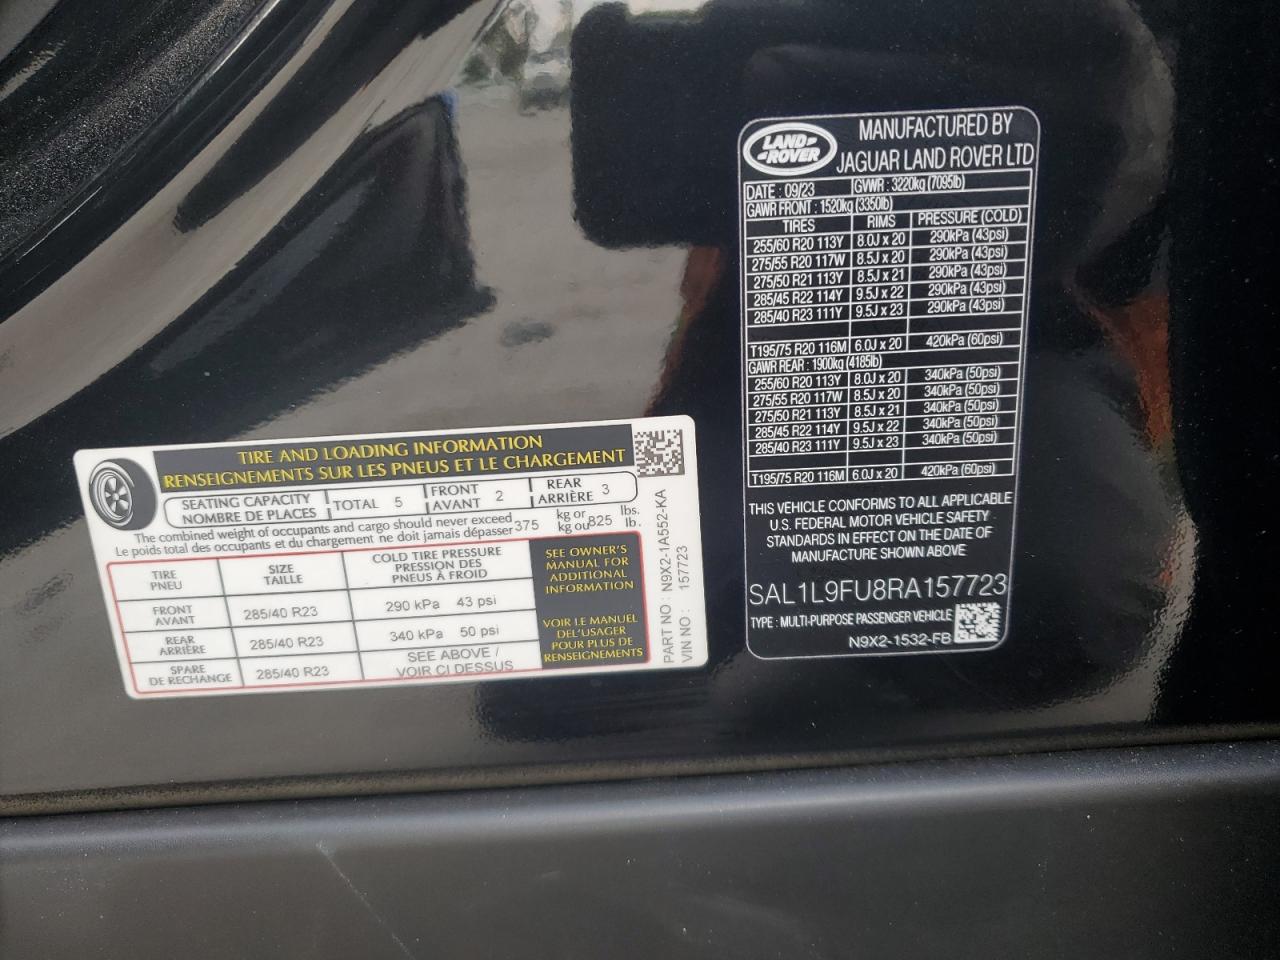 TIRE AND LOADING INFORMATION
RENSEIGNEMENTS SUR LES PNEUS ET LE CHARGEMENT
SEATING CAPACITY
NOMBRE DE PLACES
TOTAL 5
FRONT
AVANT 2
REAR
ARRIÈRE 3
The combined weight of occupants and cargo should never exceed 375 kg or 825 lbs.
Le poids total des occupants et du chargement ne doit jamais dépasser kg ou lb.
TIRE
PNEU
SIZE
TAILLE
COLD TIRE PRESSURE
PRESSION DES
PNEUS À FROID
FRONT
AVANT
285/40 R23
290 kPa 43 psi
REAR
ARRIÈRE
285/40 R23
340 kPa 50 psi
SPARE
DE RECHANGE
285/40 R23
SEE ABOVE /
VOIR CI DESSUS
SEE OWNER'S
MANUAL FOR
ADDITIONAL
INFORMATION
VOIR LE MANUEL
DEL'USAGER
POUR PLUS DE
RENSEIGNEMENTS
PART NO : N9X2-1A552-KA
VIN NO : 157723
LAND
ROVER
MANUFACTURED BY
JAGUAR LAND ROVER LTD
DATE : 09/23 GVWR : 3220kg (7095lb)
GAWR FRONT : 1520kg (3350lb)
TIRES RIMS PRESSURE (COLD)
255/60 R20 113Y 8.0J x 20 290kPa (43psi)
275/55 R20 117W 8.5J x 20 290kPa (43psi)
275/50 R21 113Y 8.5J x 21 290kPa (43psi)
285/45 R22 114Y 9.5J x 22 290kPa (43psi)
285/40 R23 111Y 9.5J x 23 290kPa (43psi)
T195/75 R20 116M 6.0J x 20 420kPa (60psi)
GAWR REAR : 1900kg (4185lb)
255/60 R20 113Y 8.0J x 20 340kPa (50psi)
275/55 R20 117W 8.5J x 20 340kPa (50psi)
275/50 R21 113Y 8.5J x 21 340kPa (50psi)
285/45 R22 114Y 9.5J x 22 340kPa (50psi)
285/40 R23 111Y 9.5J x 23 340kPa (50psi)
T195/75 R20 116M 6.0J x 20 420kPa (60psi)
THIS VEHICLE CONFORMS TO ALL APPLICABLE
U.S. FEDERAL MOTOR VEHICLE SAFETY
STANDARDS IN EFFECT ON THE DATE OF
MANUFACTURE SHOWN ABOVE
SAL1L9FU8RA157723
TYPE : MULTI-PURPOSE PASSENGER VEHICLE
N9X2-1532-FB